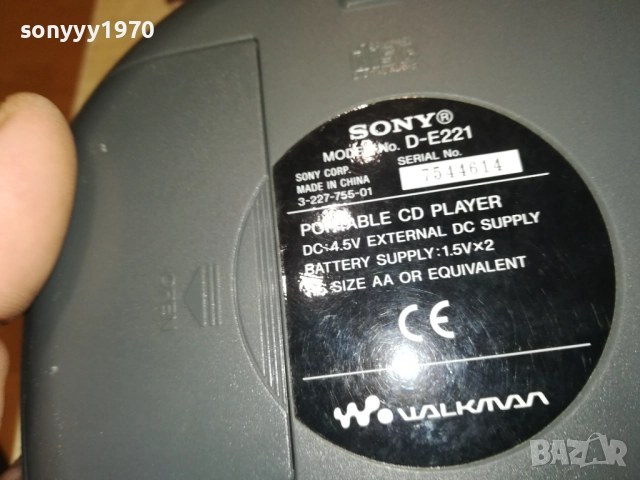 sonyyy1970
SONY®
MODEL No. D-E221
SONY CORP. SERIAL No.
MADE IN CHINA 7544614
3-227-755-01
PORTABLE CD PLAYER
DC:4.5V EXTERNAL DC SUPPLY
BATTERY SUPPLY:1.5V×2
SIZE AA OR EQUIVALENT
CE
OPEN
WALKMAN
BAZAR